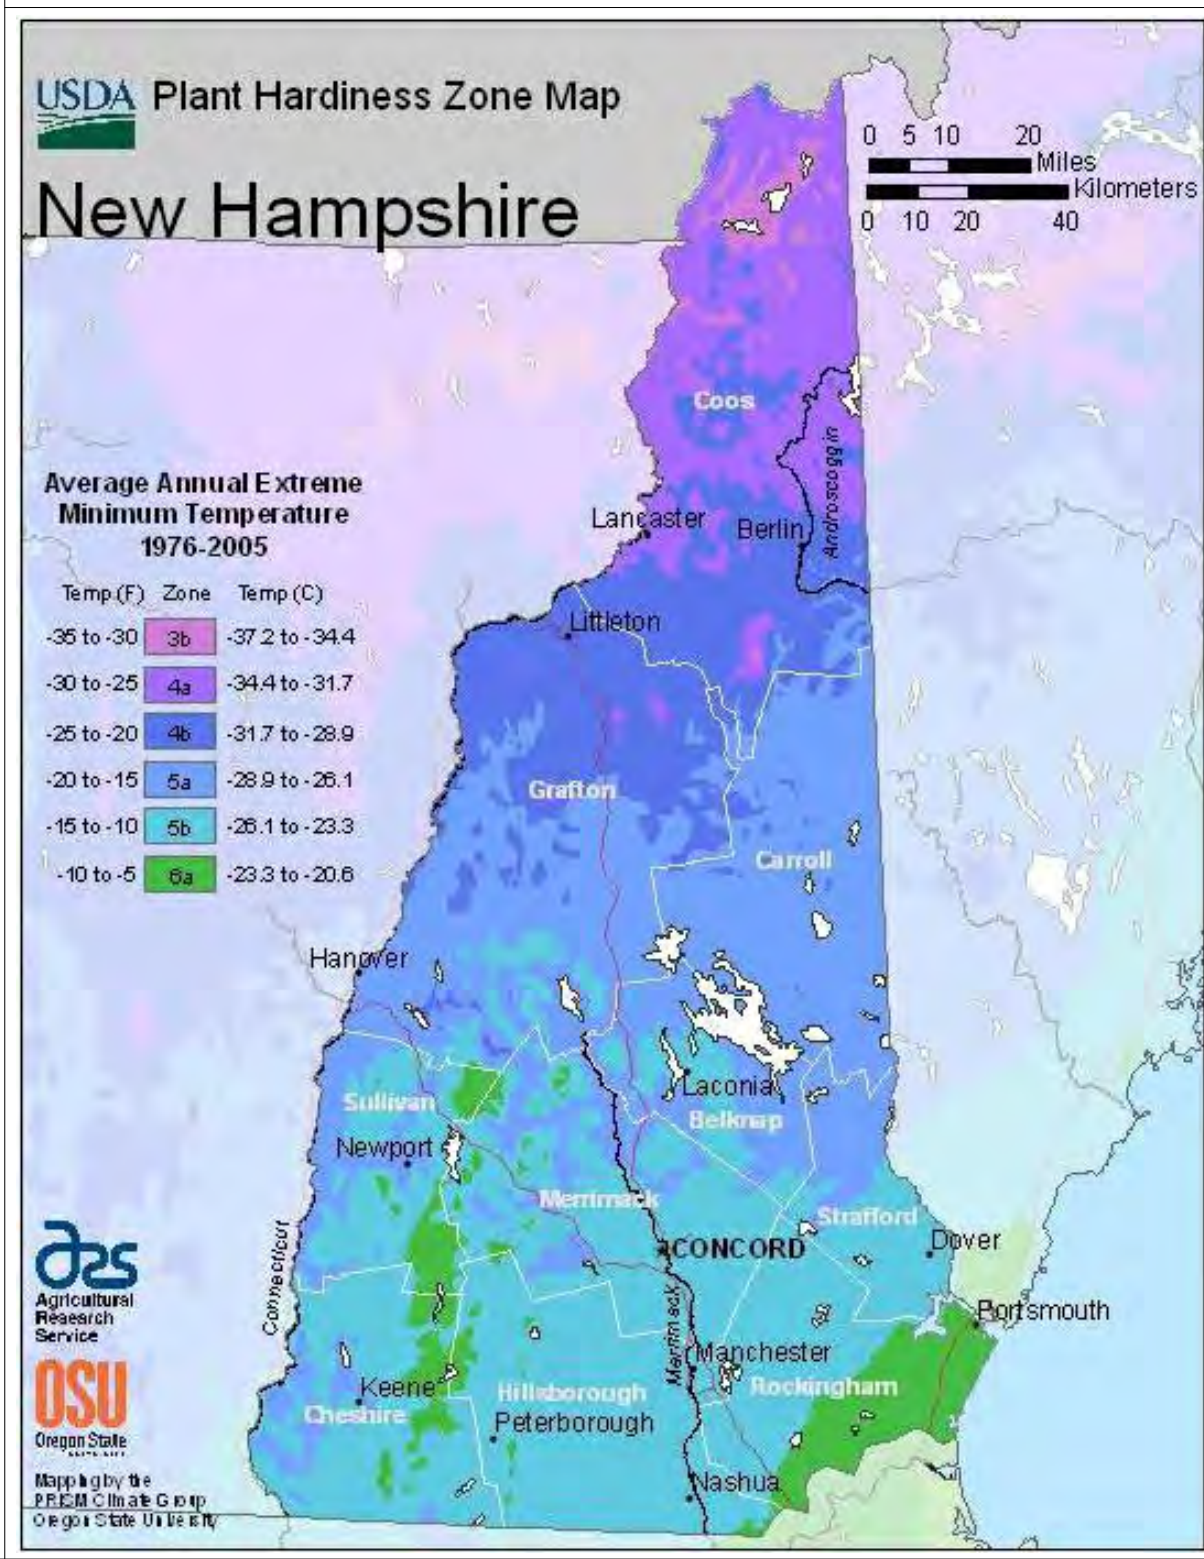 USDA Plant Hardiness Zone Map
New Hampshire
0 5 10 20
Miles
Kilometers
0 10 20 40
Coos
Androscoggin
Lancaster
Berlin
Average Annual Extreme
Minimum Temperature
1976-2005
Temp (F) Zone Temp (C)
-35 to -30 3b -37.2 to -34.4
-30 to -25 4a -34.4 to -31.7
-25 to -20 4b -31.7 to -28.9
-20 to -15 5a -28.9 to -26.1
-15 to -10 5b -26.1 to -23.3
-10 to -5 6a -23.3 to -20.6
Littleton
Grafton
Carroll
Hanover
Laconia
Sullivan
Belknap
Newport
Merrimack
Strafford
CONCORD
Dover
Connecticut
Portsmouth
Merrimack
Manchester
Keene
Hillsborough
Rockingham
Cheshire
Peterborough
Nashua
ars
Agricultural
Research
Service
OSU
Oregon State
Mapping by the
PRISM Climate Group
Oregon State University